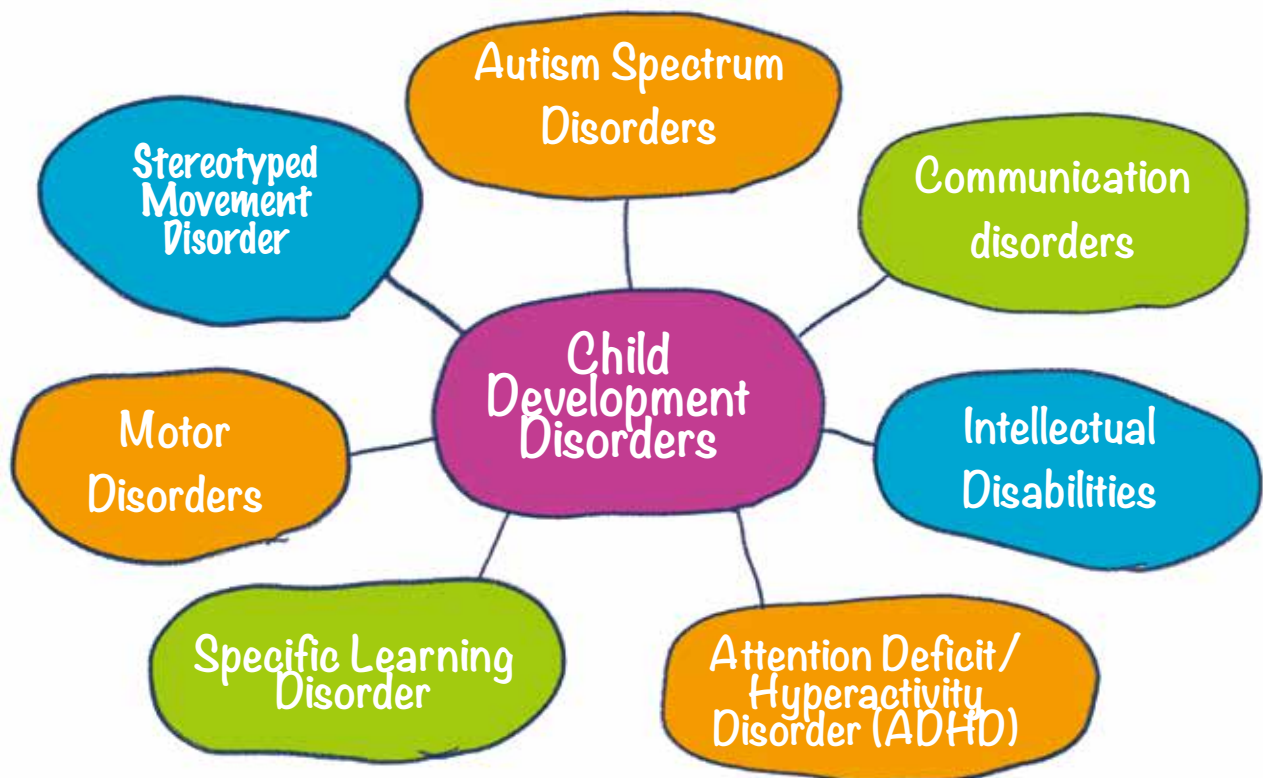 Autism Spectrum
Disorders
Stereotyped
Movement
Disorder
Communication
disorders
Child
Development
Disorders
Motor
Disorders
Intellectual
Disabilities
Specific Learning
Disorder
Attention Deficit/
Hyperactivity
Disorder (ADHD)